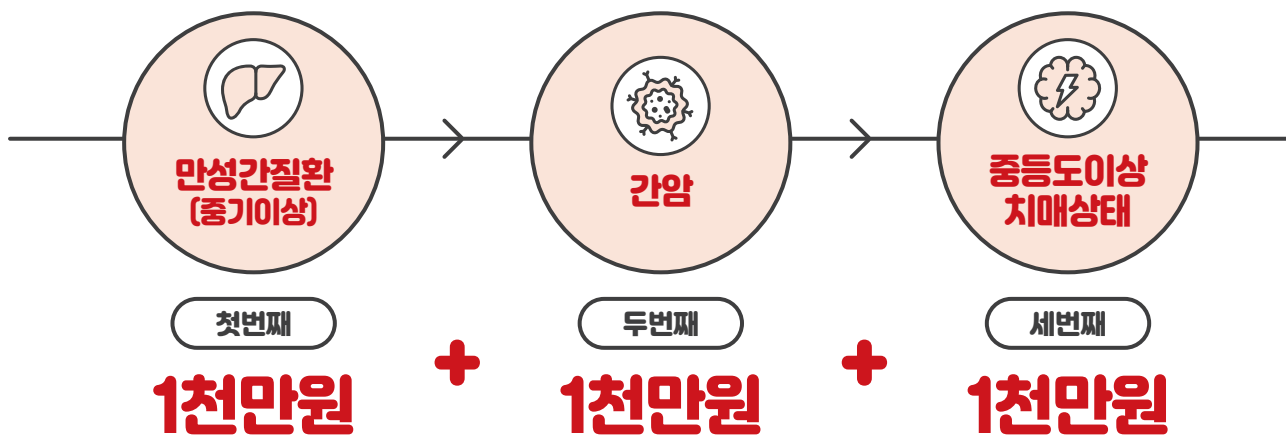 만성간질환
(중기이상)
간암
중등도이상
치매상태
첫번째
두번째
세번째
1천만원
+
1천만원
+
1천만원